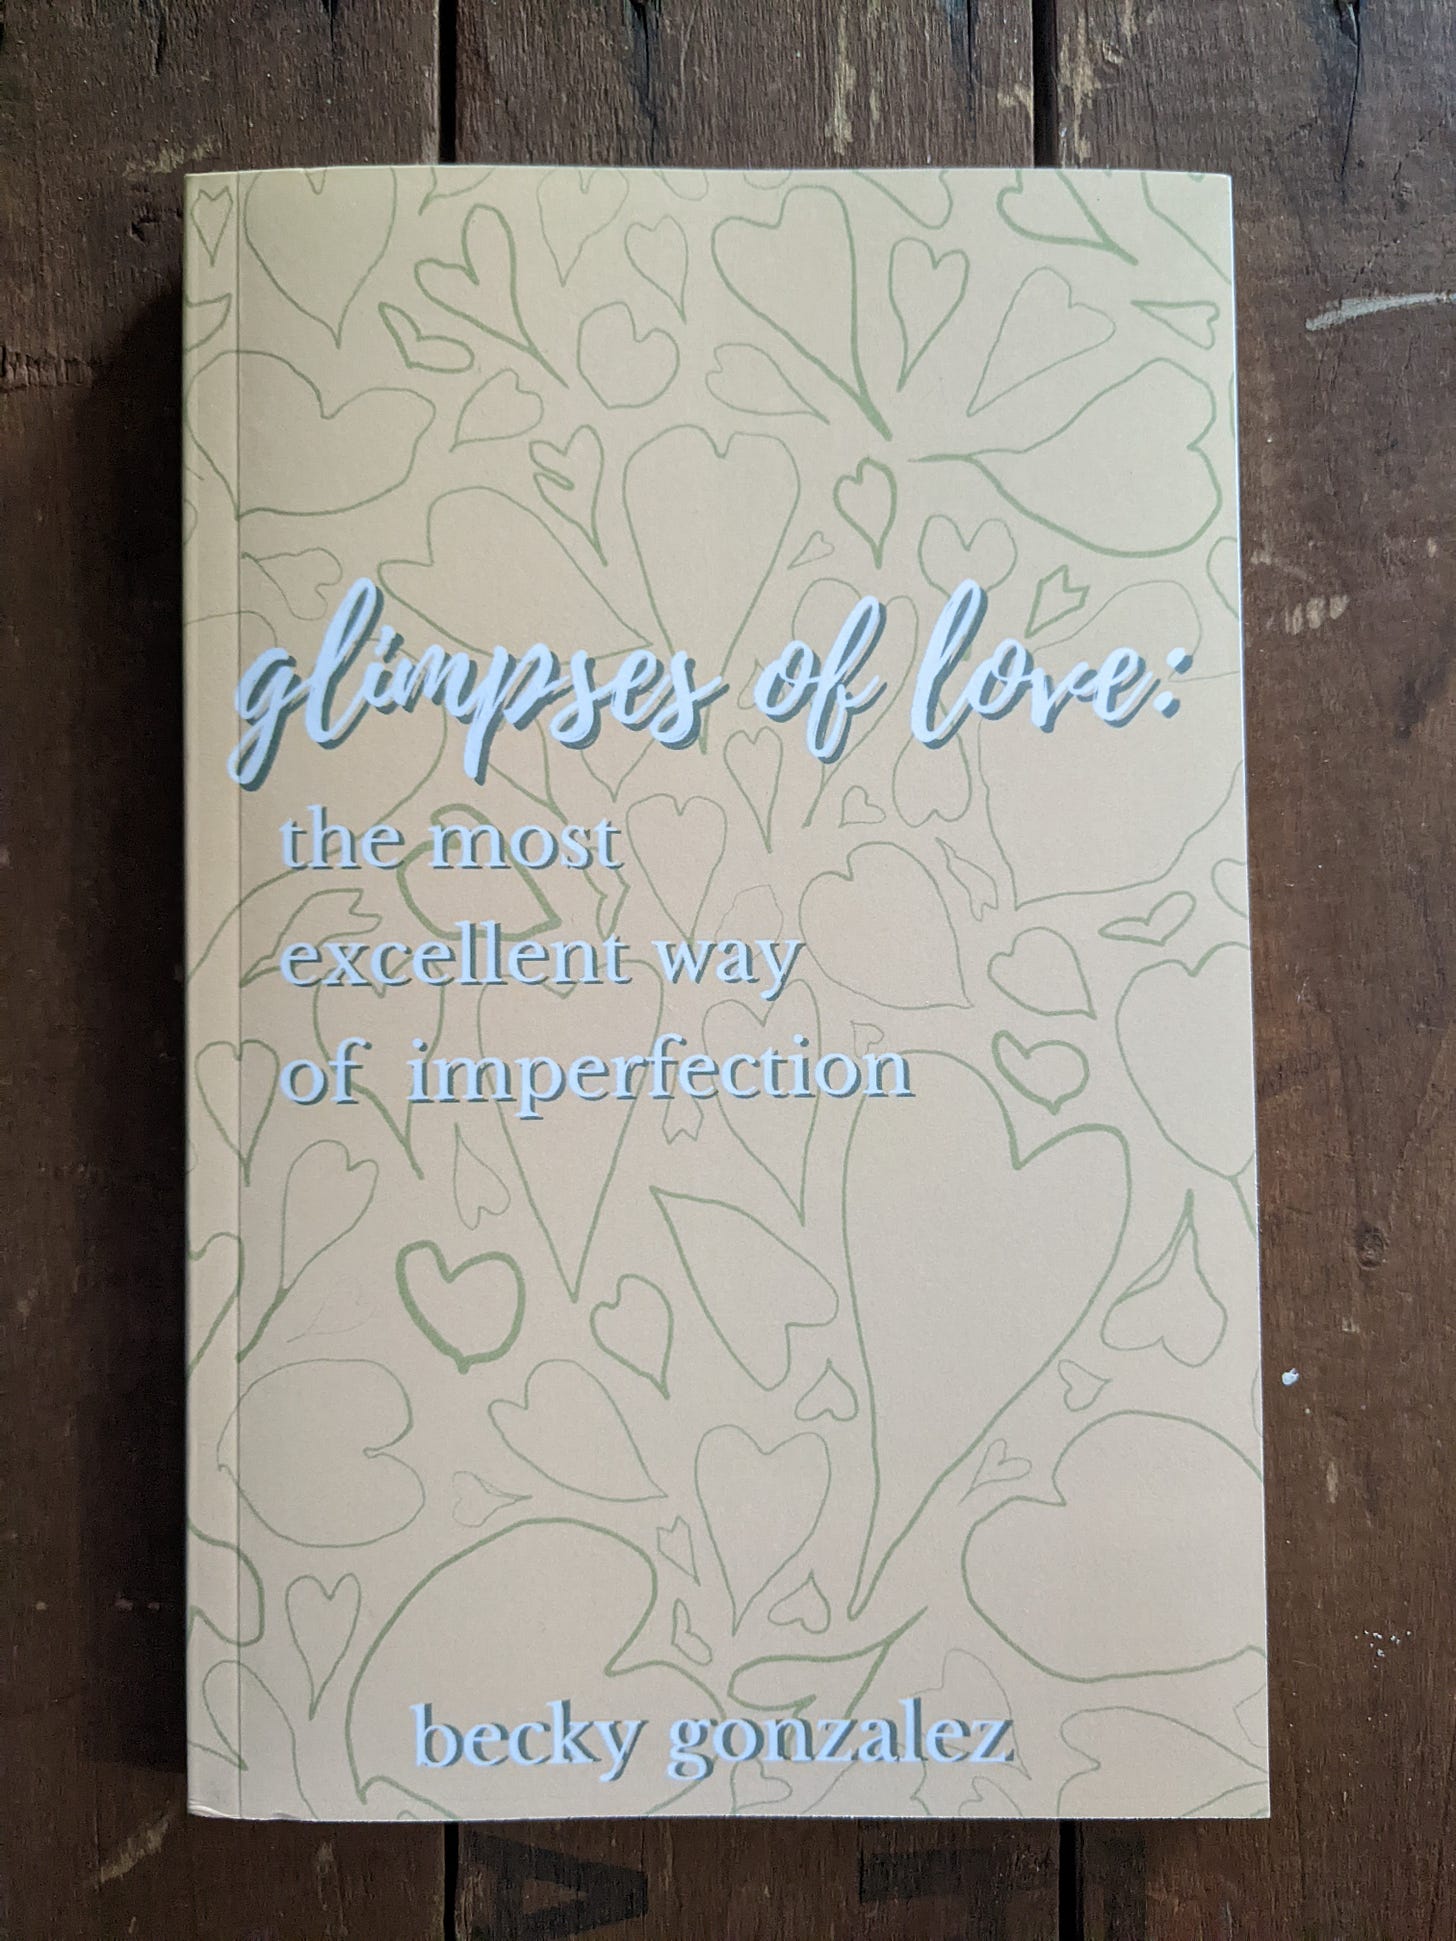 glimpses of love:
the most
excellent way
of imperfection
becky gonzalez